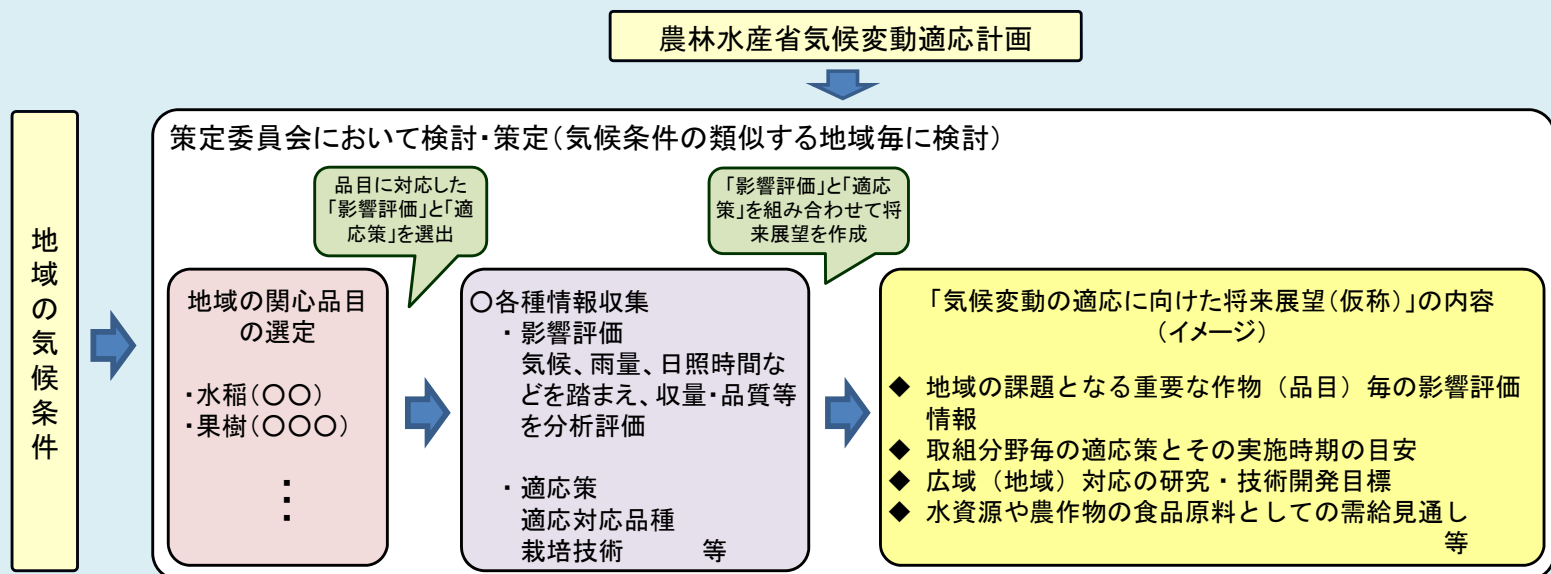 農林水産省気候変動適応計画
地域の気候条件
策定委員会において検討・策定(気候条件の類似する地域毎に検討)
品目に対応した
「影響評価」と「適
応策」を選出
「影響評価」と「適応
策」を組み合わせて将
来展望を作成
地域の関心品目
の選定
・水稲(〇〇)
・果樹(〇〇〇)
・
・
・
〇各種情報収集
・影響評価
気候、雨量、日照時間な
どを踏まえ、収量・品質等
を分析評価
・適応策
適応対応品種
栽培技術 等
「気候変動の適応に向けた将来展望(仮称)」の内容
(イメージ)
◆ 地域の課題となる重要な作物(品目)毎の影響評価
情報
◆ 取組分野毎の適応策とその実施時期の目安
◆ 広域(地域)対応の研究・技術開発目標
◆ 水資源や農作物の食品原料としての需給見通し
等